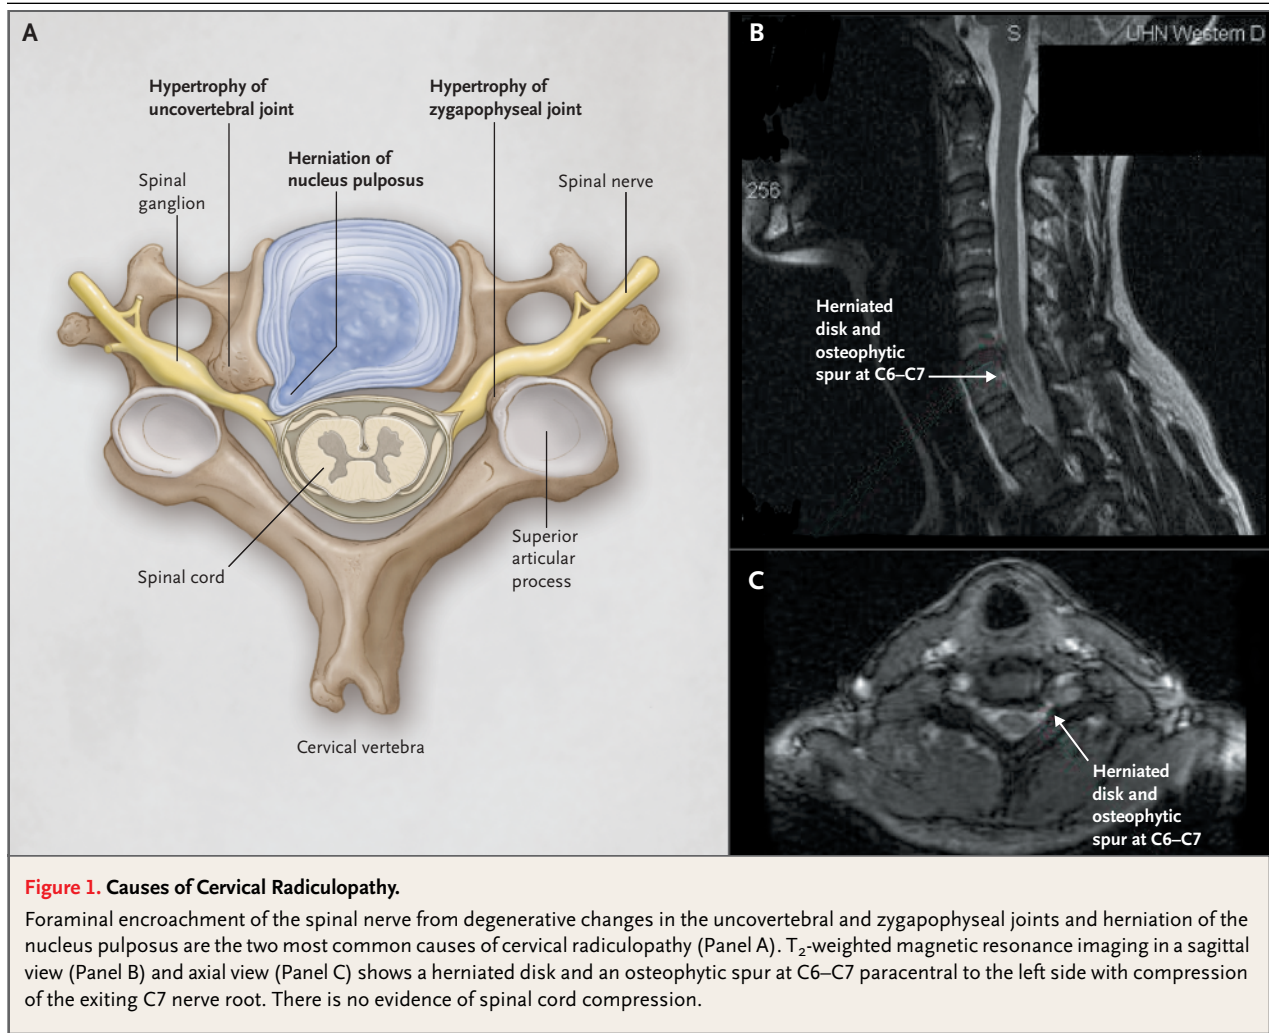 A
Hypertrophy of
uncovertebral joint
Hypertrophy of
zygapophyseal joint
Herniation of
nucleus pulposus
Spinal
ganglion
Spinal nerve
Spinal cord
Superior
articular
process
Cervical vertebra
B
S
UHN Western D
256
Herniated
disk and
osteophytic
spur at C6–C7
C
Herniated
disk and
osteophytic
spur at C6–C7
Figure 1. Causes of Cervical Radiculopathy.
Foraminal encroachment of the spinal nerve from degenerative changes in the uncovertebral and zygapophyseal joints and herniation of the
nucleus pulposus are the two most common causes of cervical radiculopathy (Panel A). T₂-weighted magnetic resonance imaging in a sagittal
view (Panel B) and axial view (Panel C) shows a herniated disk and an osteophytic spur at C6–C7 paracentral to the left side with compression
of the exiting C7 nerve root. There is no evidence of spinal cord compression.